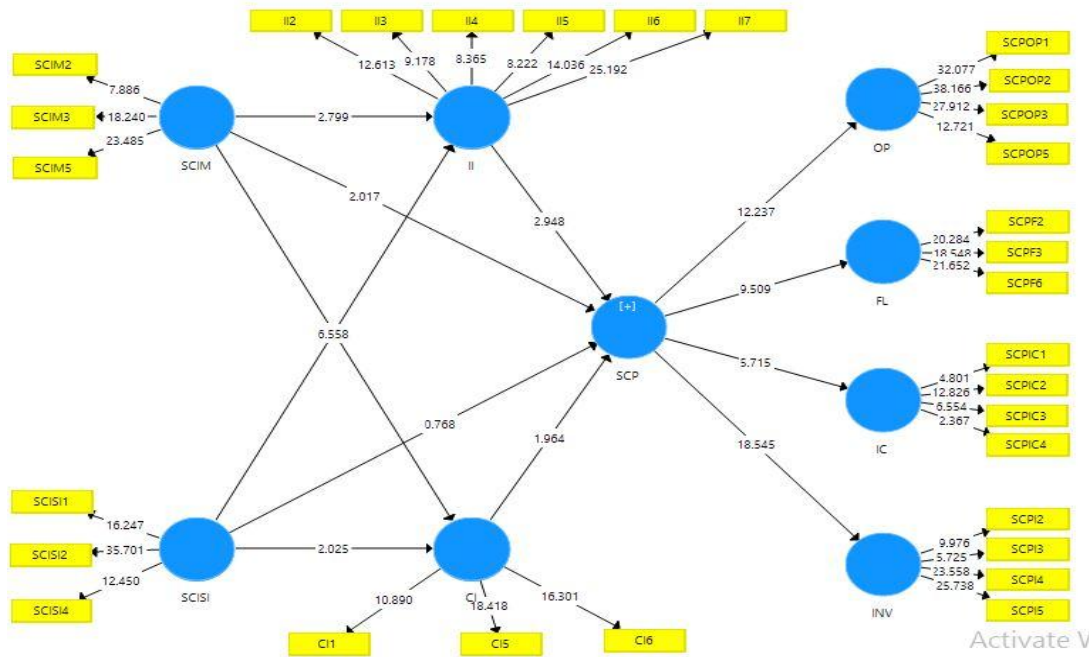 II2 II3 II4 II5 II6 II7
SCIM2
SCIM3
SCIM5
7.886
18.240
23.485
SCIM
12.613 9.178 8.365 8.222 14.036 25.192
II
2.799
2.017
2.948
6.558
SCPOP1
SCPOP2
SCPOP3
SCPOP5
32.077
38.166
27.912
12.721
OP
12.237
SCPF2
SCPF3
SCPF6
20.284
18.548
21.652
FL
9.509
[+]
SCP
5.715
SCPIC1
SCPIC2
SCPIC3
SCPIC4
4.801
12.826
6.554
2.367
IC
0.768
1.964
18.545
SCISI1
SCISI2
SCISI4
16.247
35.701
12.450
SCISI
2.025
CI
10.890 18.418 16.301
CI1 CI5 CI6
SCPI2
SCPI3
SCPI4
SCPI5
9.976
5.725
23.558
25.738
INV
Activate